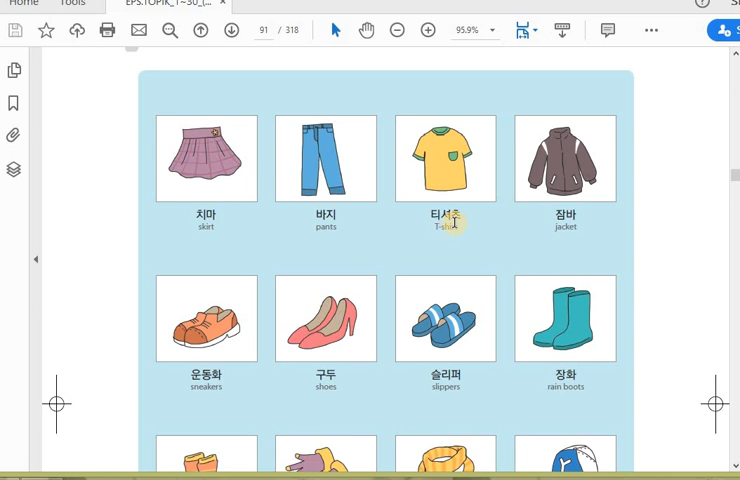 Home Tools
EPS.TOPIK_1~30_(... ×
91 / 318 95.9%
치마 바지 티셔츠 잠바
skirt pants T-shirt jacket
운동화 구두 슬리퍼 장화
sneakers shoes slippers rain boots